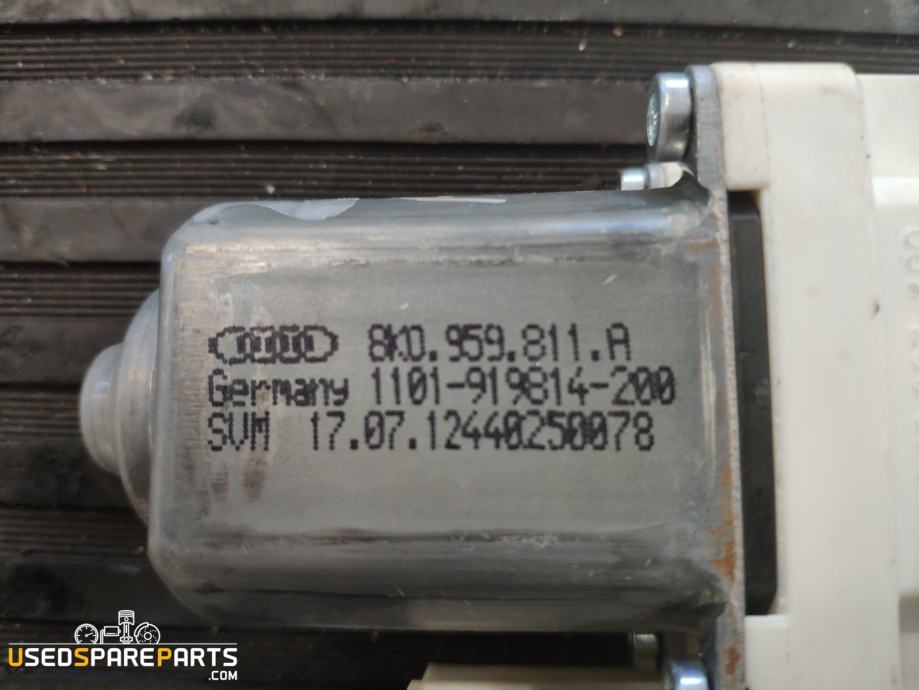 8K0.959.811.A
Germany 1101-919814-200
SVM 17.07.12440250078
USEDSPAREPARTS
.COM